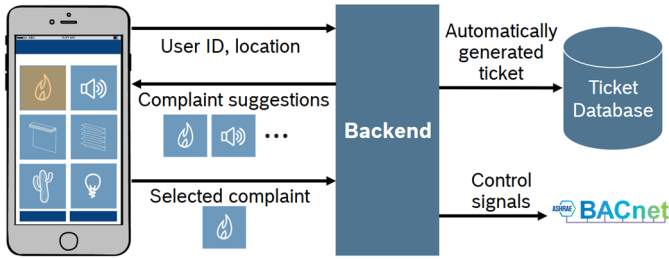 User ID, location
Complaint suggestions
...
Selected complaint
Backend
Automatically
generated
ticket
Ticket
Database
Control
signals
ASHRAE BACnet